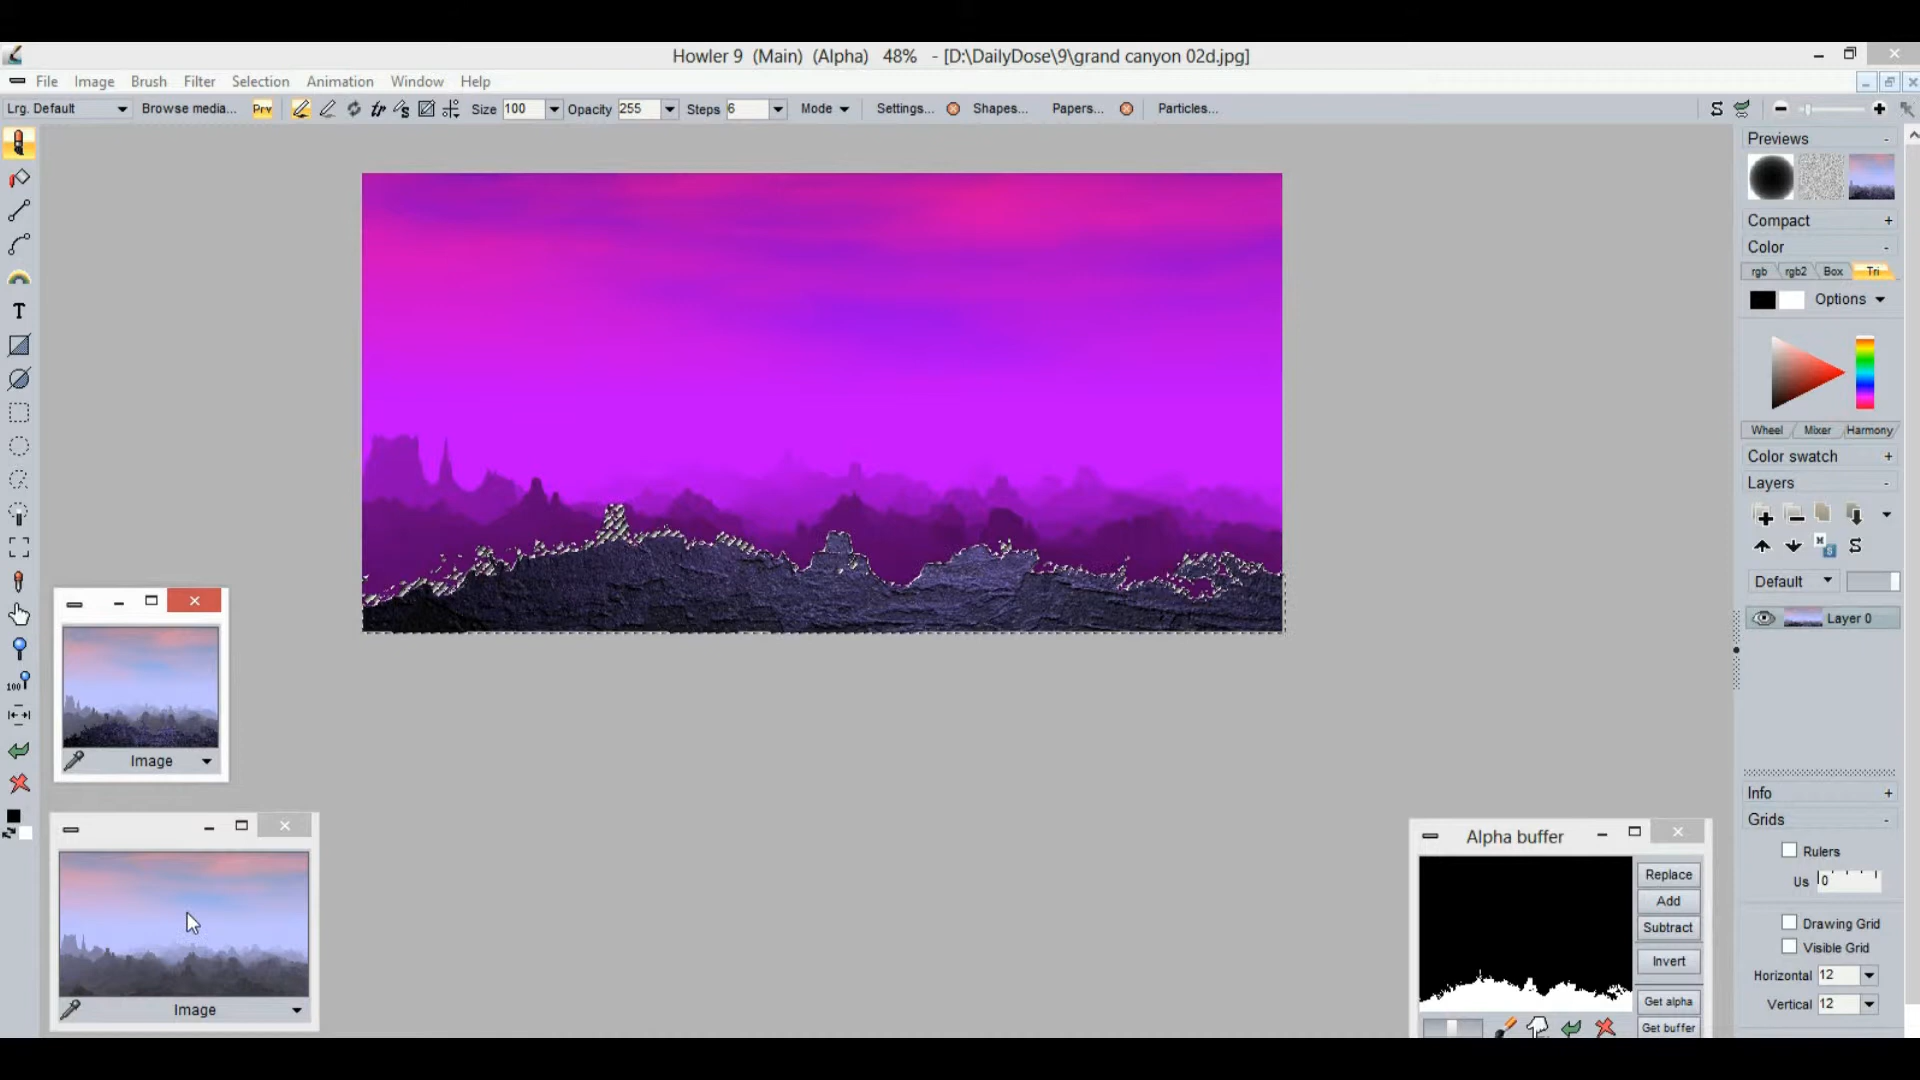 Howler 9 (Main) (Alpha) 48% - [D:\DailyDose\9\grand canyon 02d.jpg]
File Image Brush Filter Selection Animation Window Help
Lrg. Default Browse media... Prv Size 100 Opacity 255 Steps 6 Mode Settings... Shapes... Papers... Particles...
Previews -
Compact +
Color -
rgb rgb2 Box Tri
Options
Wheel Mixer Harmony
Color swatch +
Layers -
Default
Layer 0
Info +
Grids -
Rulers
Us 0
Drawing Grid
Visible Grid
Horizontal 12
Vertical 12
T
100
Image
Image
Alpha buffer
Replace
Add
Subtract
Invert
Get alpha
Get buffer